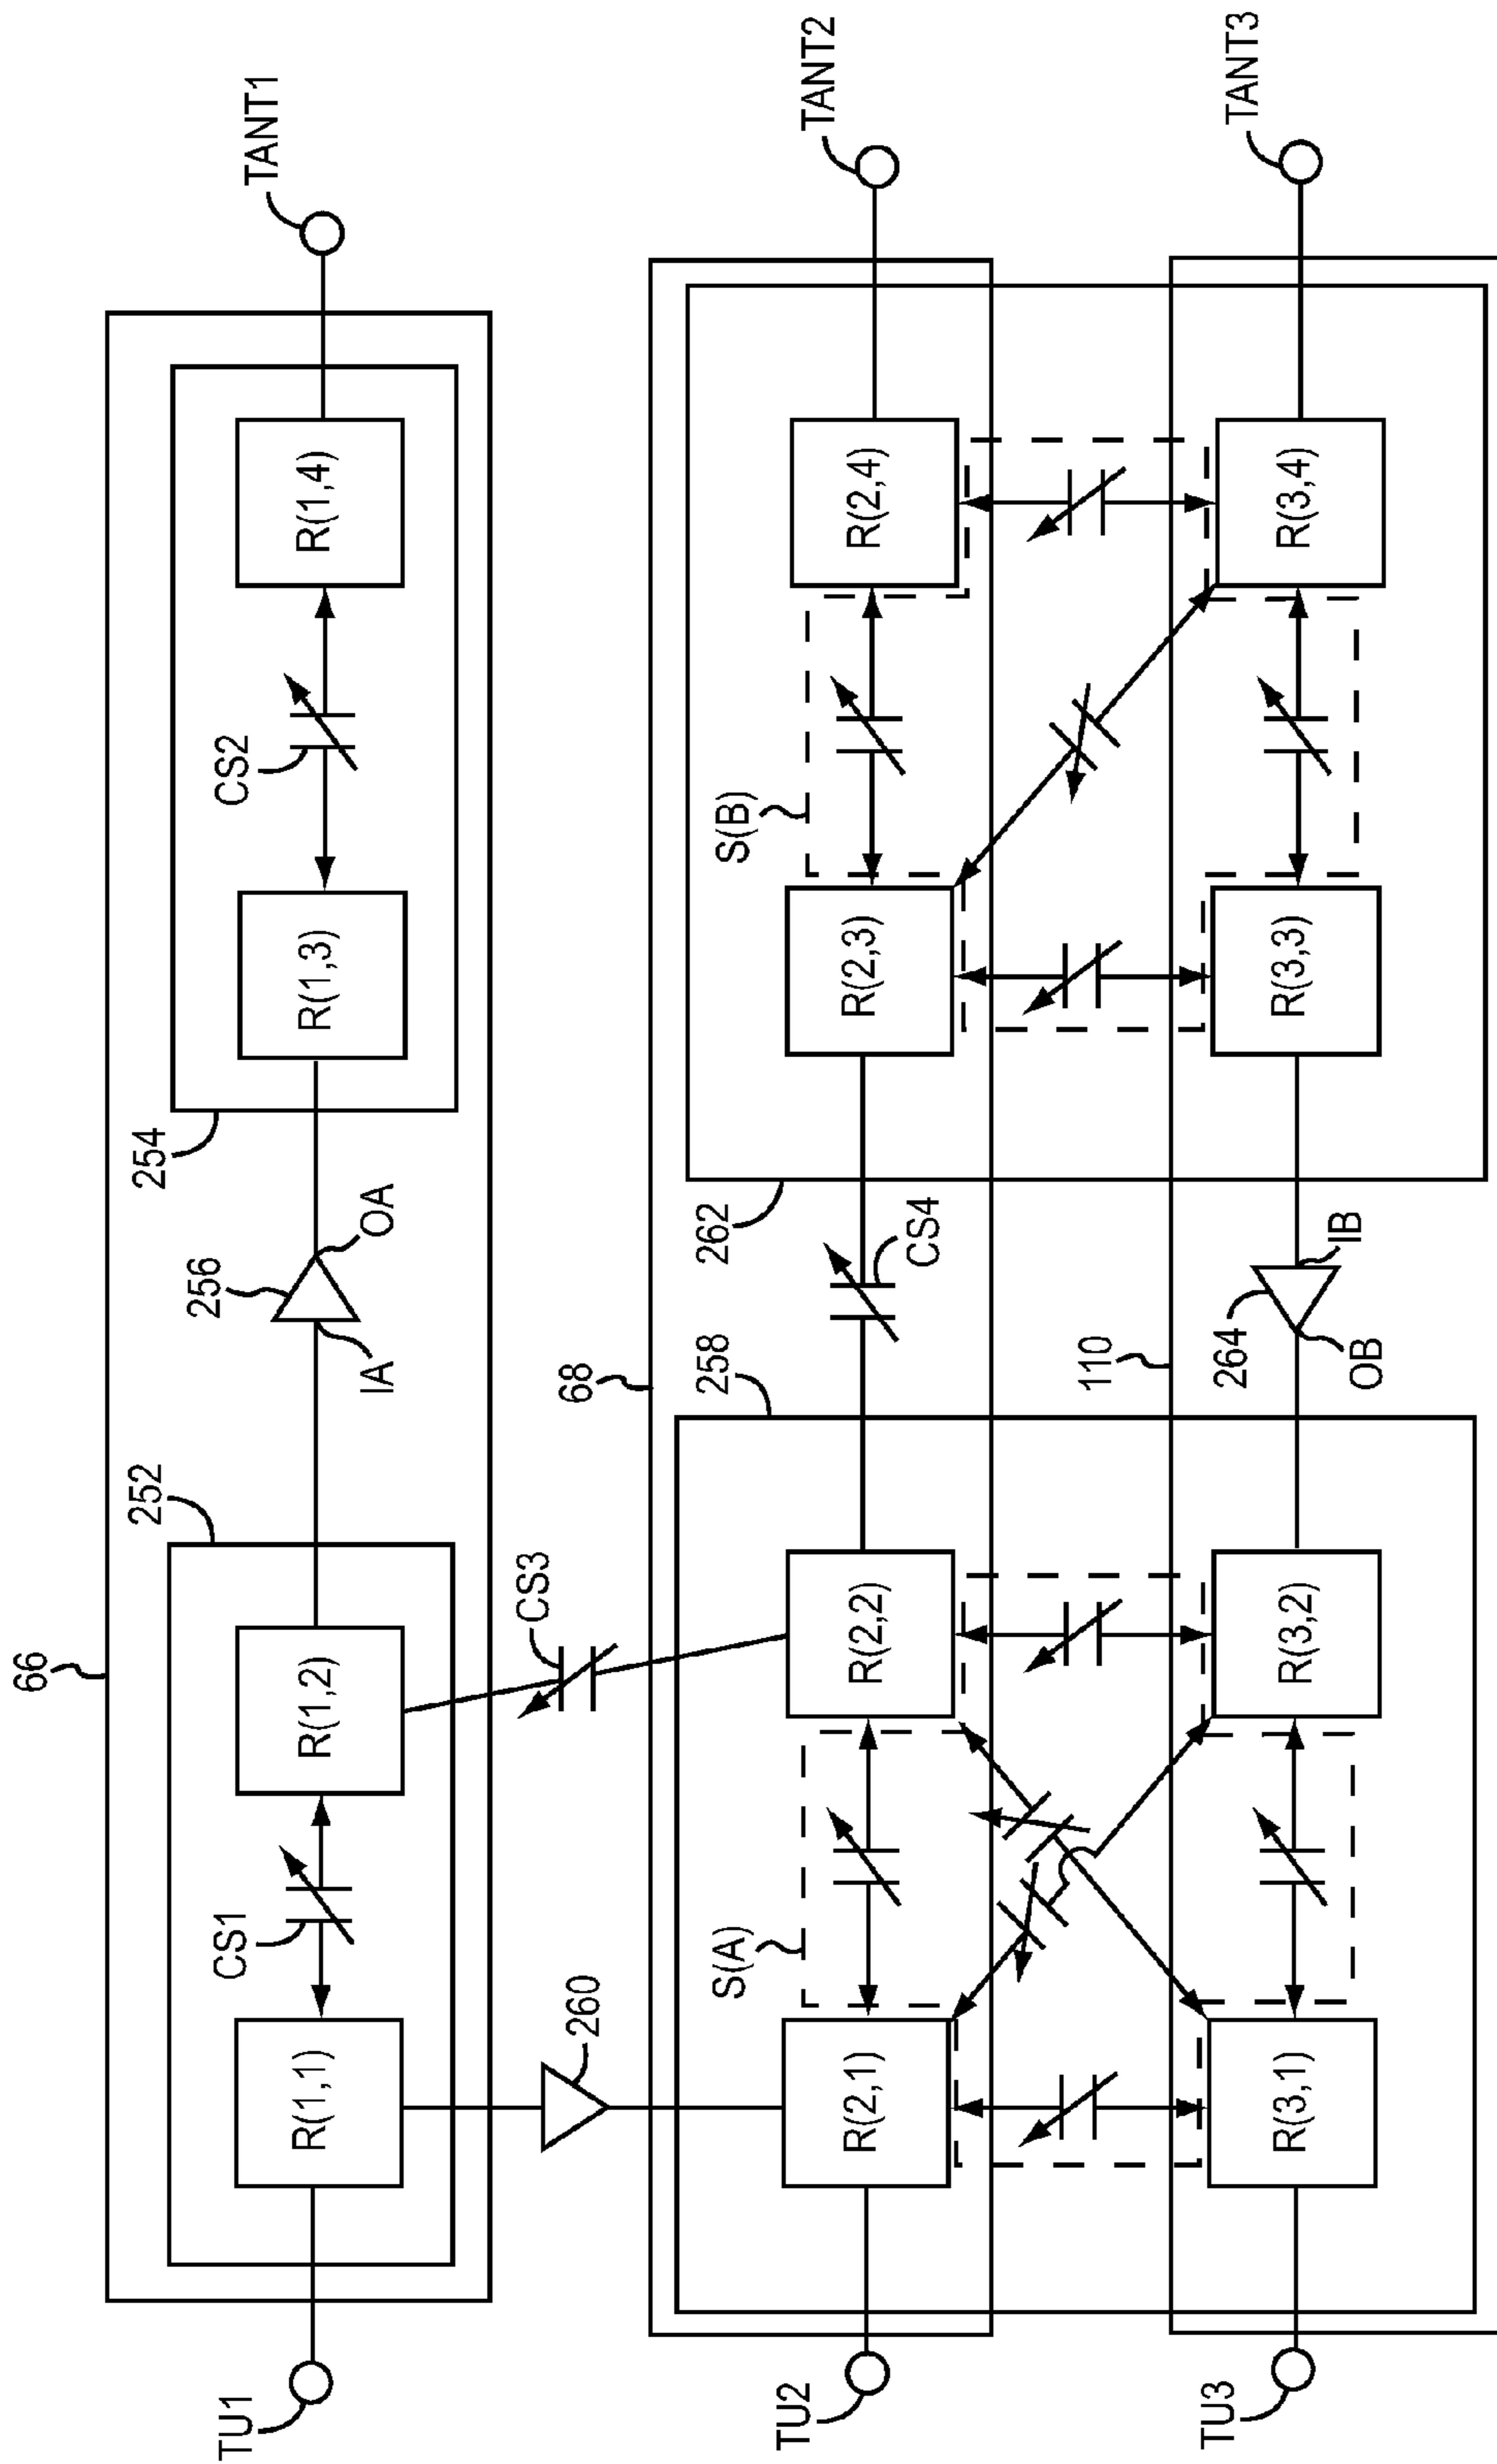 66
252
254
256
TU1
R(1,1)
CS1
R(1,2)
IA
OA
R(1,3)
CS2
R(1,4)
TANT1
260
CS3
68
258
262
TU2
R(2,1)
S(A)
R(2,2)
CS4
R(2,3)
S(B)
R(2,4)
TANT2
110
264
TU3
R(3,1)
R(3,2)
OB
IB
R(3,3)
R(3,4)
TANT3